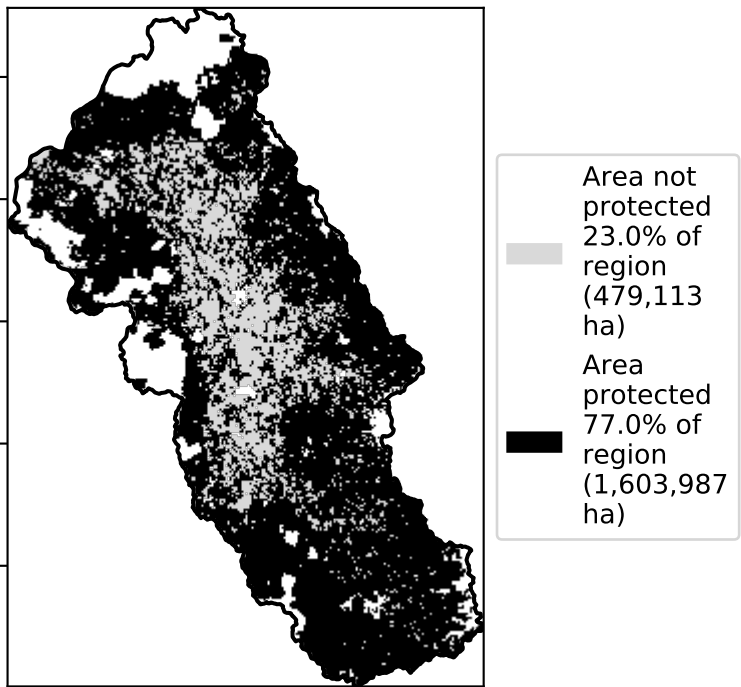 Area not
protected
23.0% of
region
(479,113
ha)
Area
protected
77.0% of
region
(1,603,987
ha)